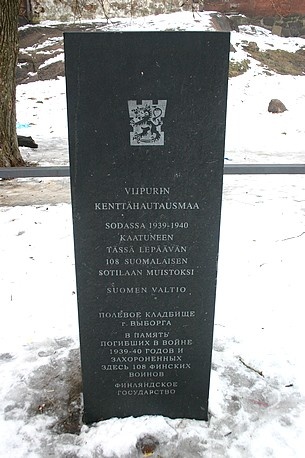 VIIPURIN
KENTTÄHAUTAUSMAA
SODASSA 1939-1940
KAATUNEEN
TÄSSÄ LEPÄÄVÄN
108 SUOMALAISEN
SOTILAAN MUISTOKSI
SUOMEN VALTIO
ПОЛЕВОЕ КЛАДБИЩЕ
г. ВЫБОРГА
В ПАМЯТЬ
ПОГИБШИХ В ВОЙНЕ
1939-40 ГОДОВ И
ЗАХОРОНЕННЫХ
ЗДЕСЬ 108 ФИНСКИХ
ВОИНОВ
ФИНЛЯНДСКОЕ
ГОСУДАРСТВО